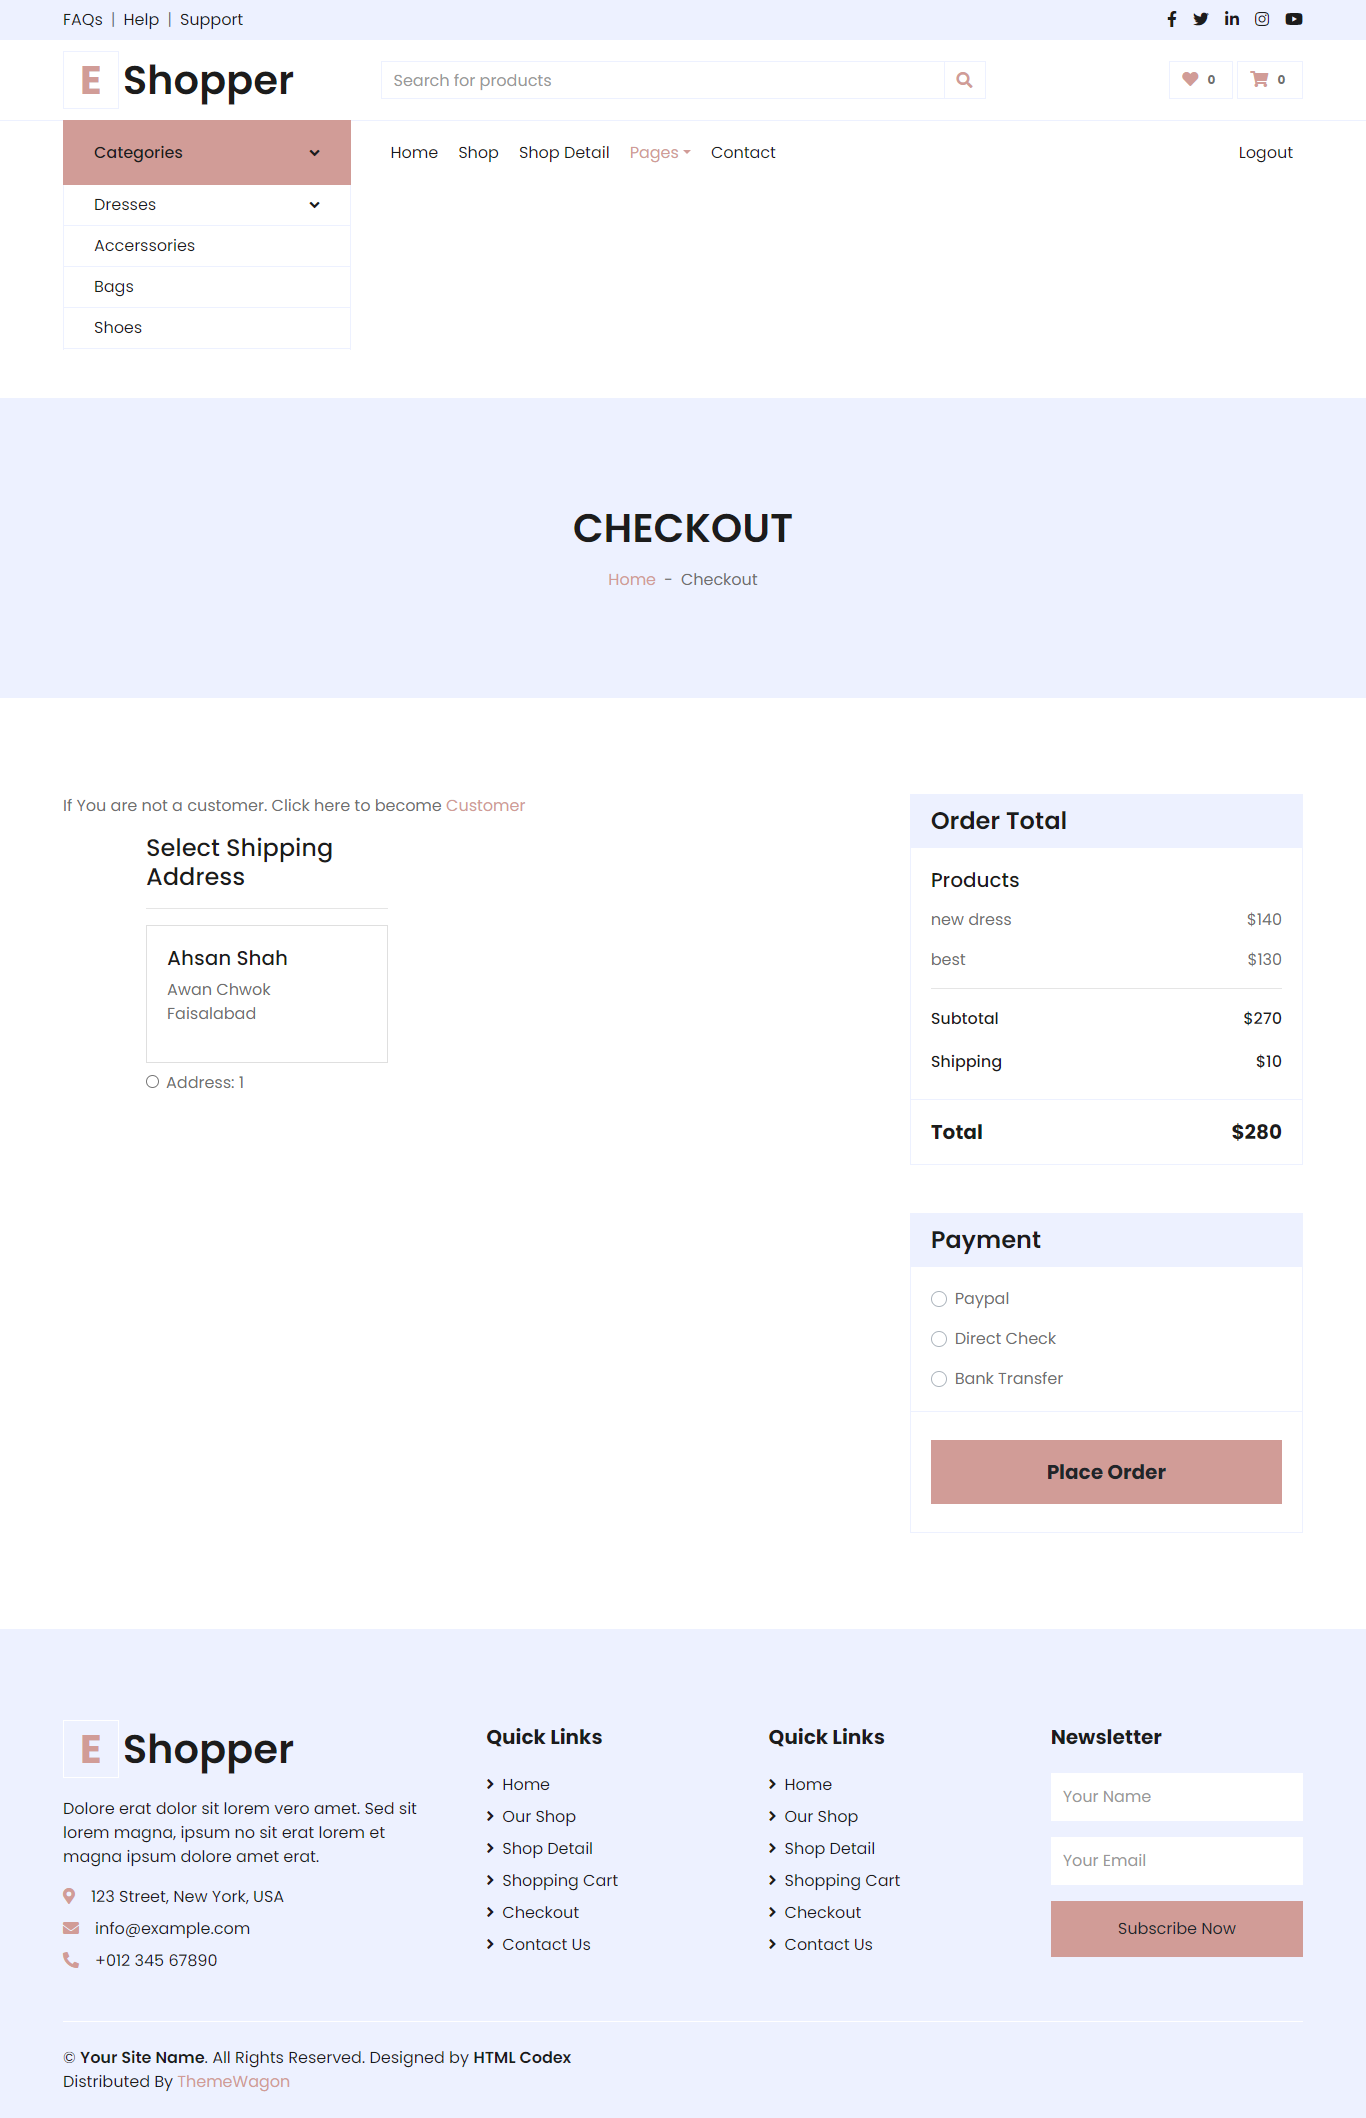 FAQs | Help | Support
E Shopper
Search for products
0 0
Categories
Home Shop Shop Detail Pages Contact Logout
Dresses
Accerssories
Bags
Shoes
CHECKOUT
Home - Checkout
If You are not a customer. Click here to become Customer
Select Shipping
Address
Ahsan Shah
Awan Chwok
Faisalabad
Address: 1
Order Total
Products
new dress $140
best $130
Subtotal $270
Shipping $10
Total $280
Payment
Paypal
Direct Check
Bank Transfer
Place Order
E Shopper
Dolore erat dolor sit lorem vero amet. Sed sit
lorem magna, ipsum no sit erat lorem et
magna ipsum dolore amet erat.
123 Street, New York, USA
info@example.com
+012 345 67890
Quick Links
Home
Our Shop
Shop Detail
Shopping Cart
Checkout
Contact Us
Quick Links
Home
Our Shop
Shop Detail
Shopping Cart
Checkout
Contact Us
Newsletter
Your Name
Your Email
Subscribe Now
© Your Site Name. All Rights Reserved. Designed by HTML Codex
Distributed By ThemeWagon